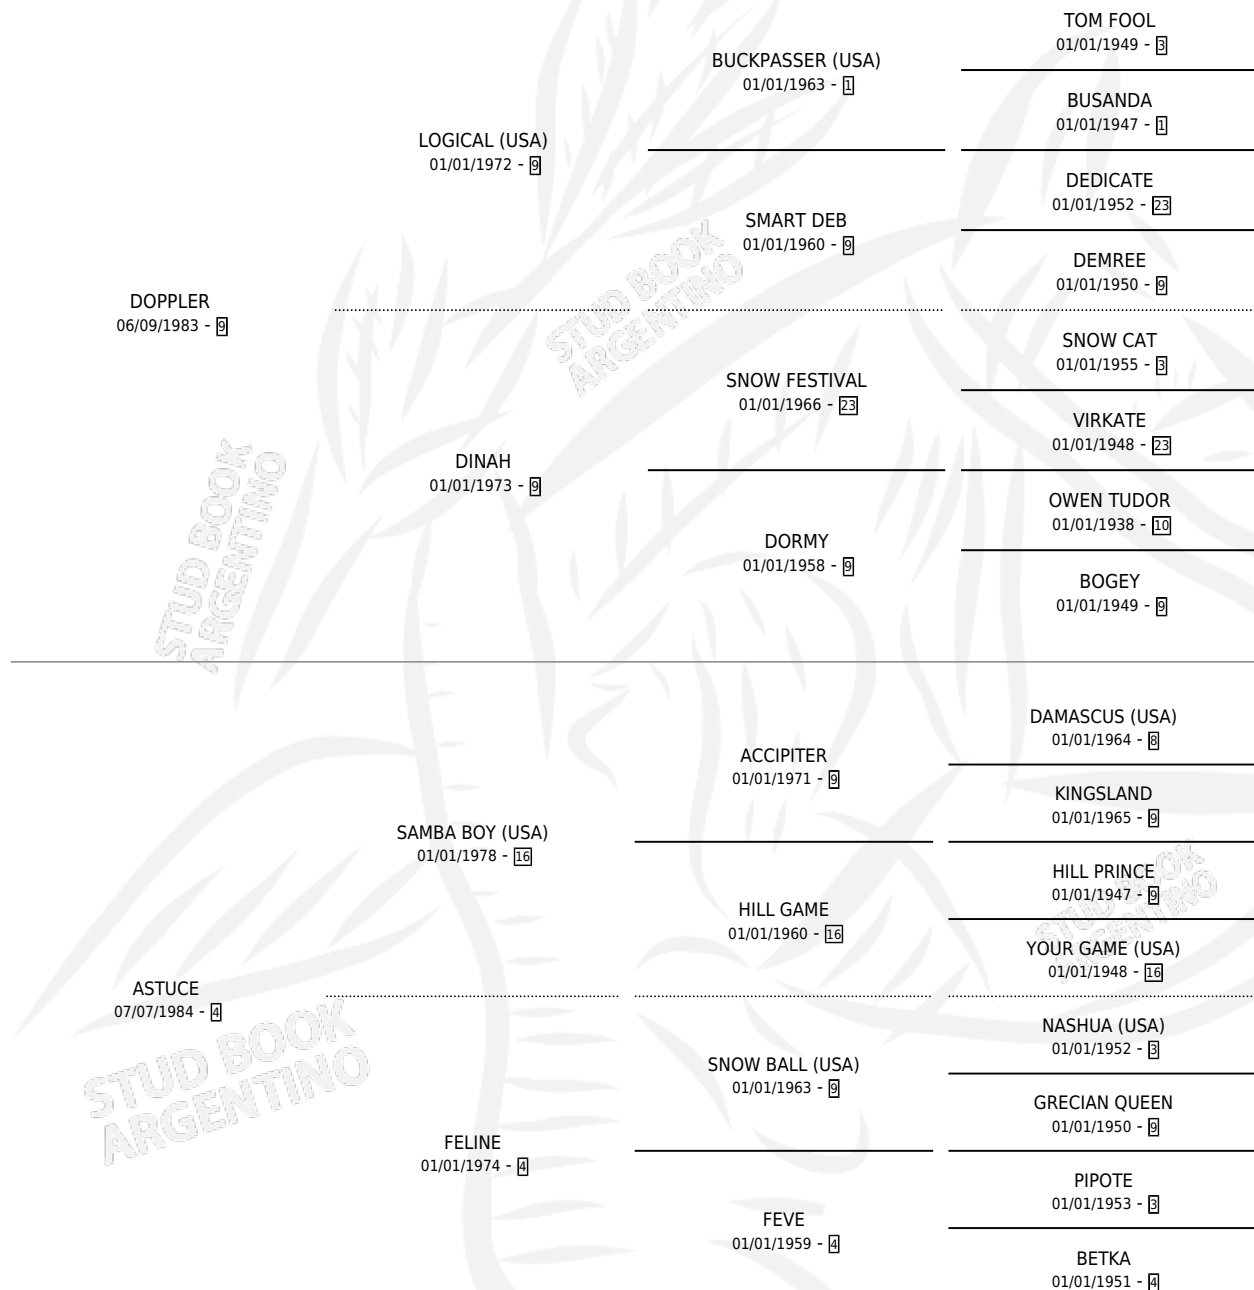 TOM FOOL
01/01/1949 - 3
BUCKPASSER (USA)
01/01/1963 - 1
BUSANDA
01/01/1947 - 1
LOGICAL (USA)
01/01/1972 - 9
DEDICATE
01/01/1952 - 23
SMART DEB
01/01/1960 - 9
DEMREE
01/01/1950 - 9
DOPPLER
06/09/1983 - 9
SNOW CAT
01/01/1955 - 3
SNOW FESTIVAL
01/01/1966 - 23
VIRKATE
01/01/1948 - 23
DINAH
01/01/1973 - 9
OWEN TUDOR
01/01/1938 - 10
DORMY
01/01/1958 - 9
BOGEY
01/01/1949 - 9
DAMASCUS (USA)
01/01/1964 - 8
ACCIPITER
01/01/1971 - 9
KINGSLAND
01/01/1965 - 9
SAMBA BOY (USA)
01/01/1978 - 16
HILL PRINCE
01/01/1947 - 9
HILL GAME
01/01/1960 - 16
YOUR GAME (USA)
01/01/1948 - 16
ASTUCE
07/07/1984 - 4
NASHUA (USA)
01/01/1952 - 3
SNOW BALL (USA)
01/01/1963 - 9
GRECIAN QUEEN
01/01/1950 - 9
FELINE
01/01/1974 - 4
PIPOTE
01/01/1953 - 3
FEVE
01/01/1959 - 4
BETKA
01/01/1951 - 4
STUD BOOK
ARGENTINO
STUD BOOK
ARGENTINO
STUD BOOK
ARGENTINO
STUD BOOK
ARGENTINO